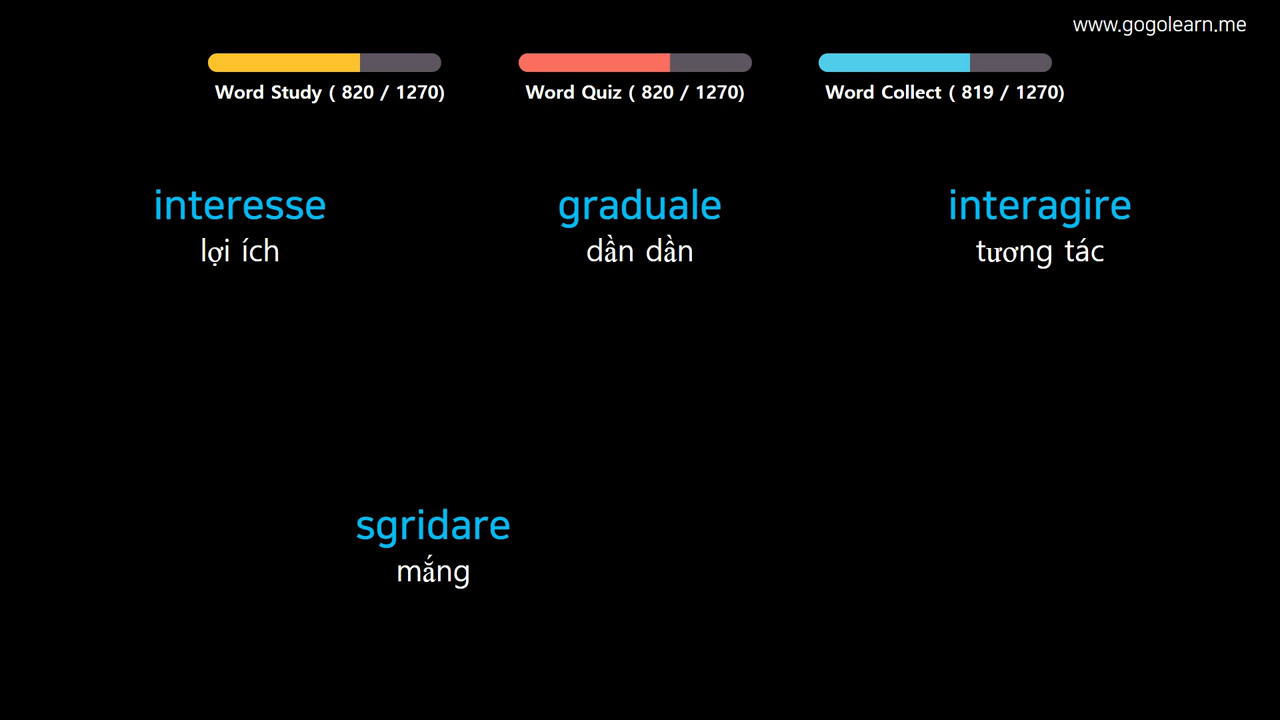 www.gogolearn.me
Word Study ( 820 / 1270)
Word Quiz ( 820 / 1270)
Word Collect ( 819 / 1270)
interesse
lợi ích
graduale
dần dần
interagire
tương tác
sgridare
mắng